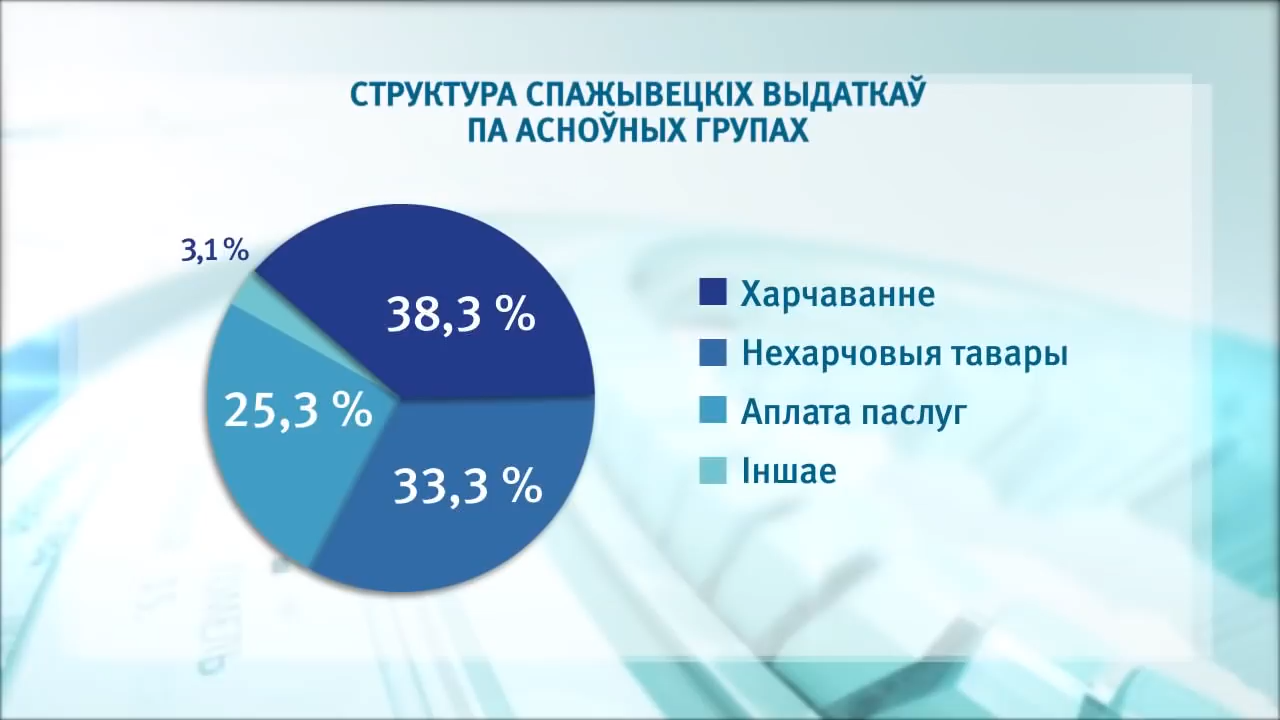 СТРУКТУРА СПАЖЫВЕЦКІХ ВЫДАТКАЎ
ПА АСНОЎНЫХ ГРУПАХ
3,1 %
38,3 %
25,3 %
33,3 %
Харчаванне
Нехарчовыя тавары
Аплата паслуг
Іншае